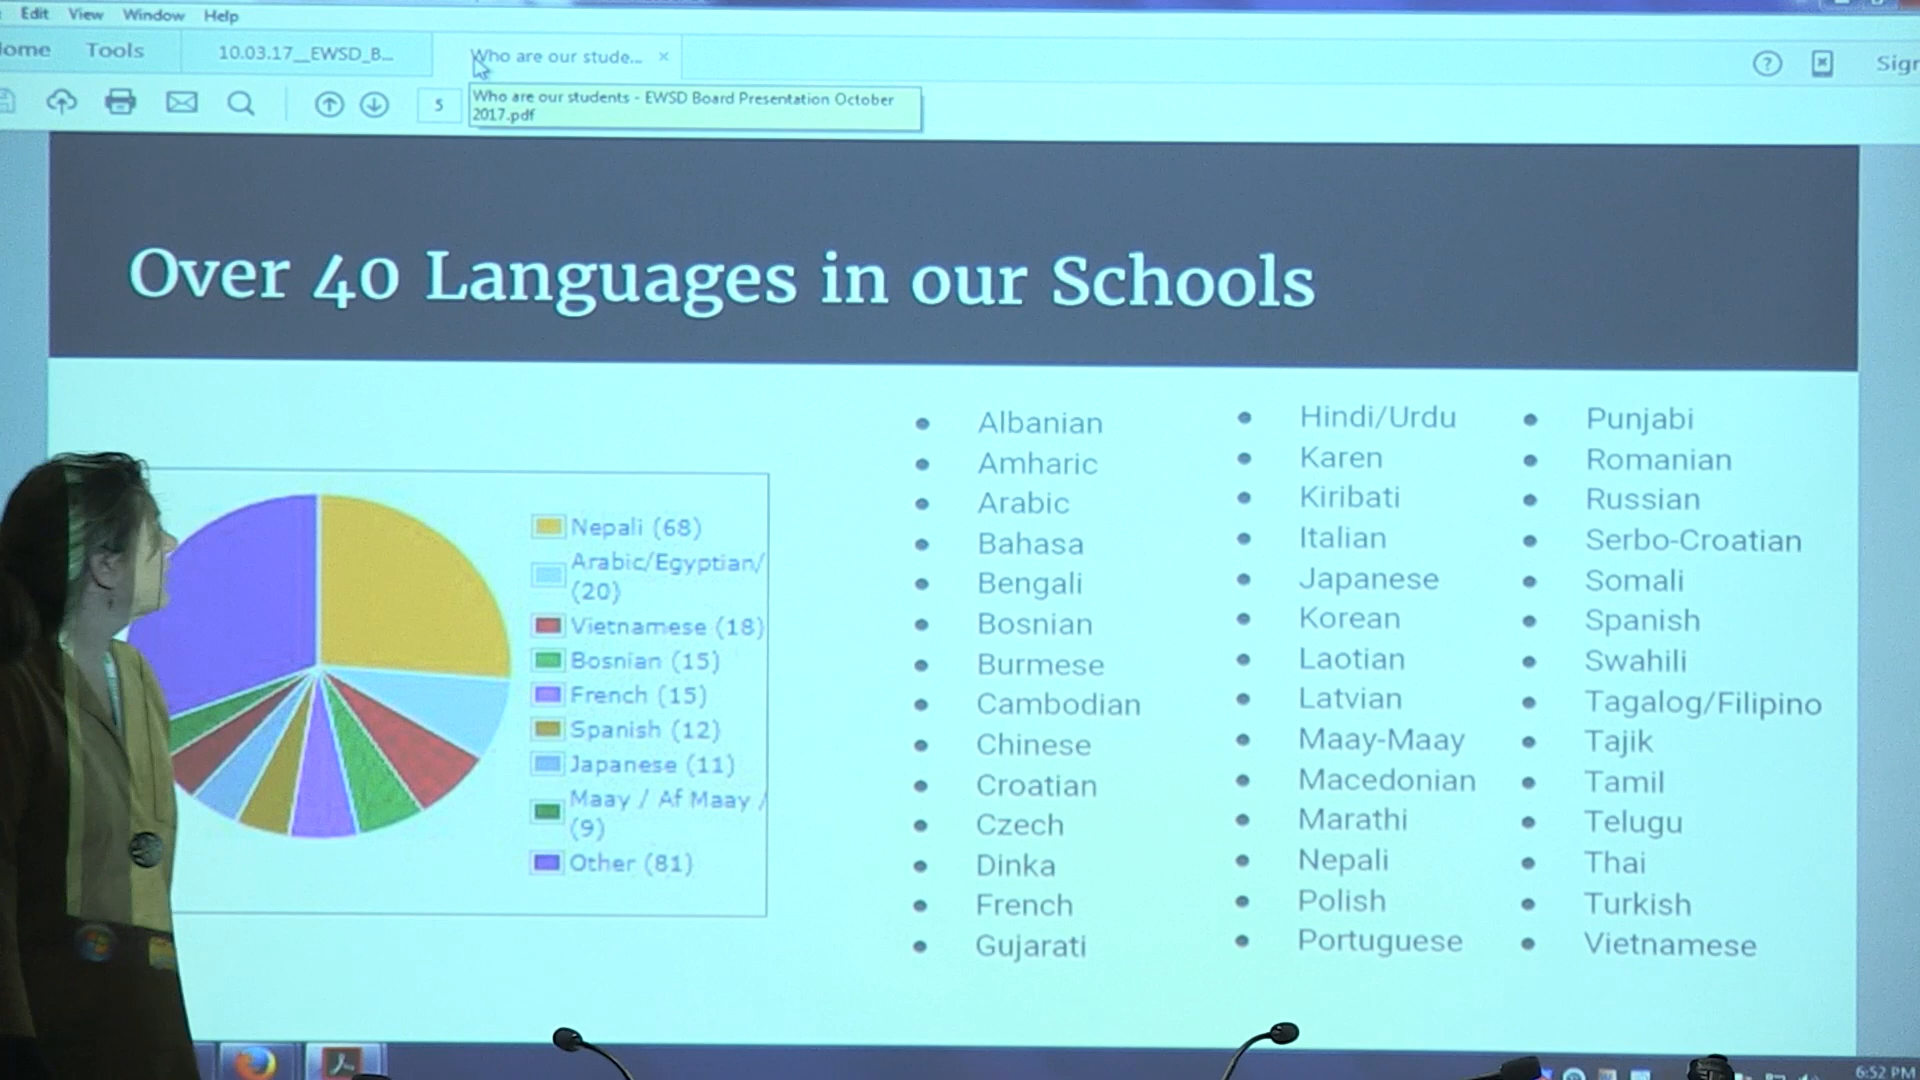 Edit View Window Help
Tools 10.03.17__EWSD_B... Who are our stude... ×
5
Who are our students - EWSD Board Presentation October
2017.pdf
Over 40 Languages in our Schools
Nepali (68)
Arabic/Egyptian/
(20)
Vietnamese (18)
Bosnian (15)
French (15)
Spanish (12)
Japanese (11)
Maay / Af Maay /
(9)
Other (81)
Albanian
Amharic
Arabic
Bahasa
Bengali
Bosnian
Burmese
Cambodian
Chinese
Croatian
Czech
Dinka
French
Gujarati
Hindi/Urdu
Karen
Kiribati
Italian
Japanese
Korean
Laotian
Latvian
Maay-Maay
Macedonian
Marathi
Nepali
Polish
Portuguese
Punjabi
Romanian
Russian
Serbo-Croatian
Somali
Spanish
Swahili
Tagalog/Filipino
Tajik
Tamil
Telugu
Thai
Turkish
Vietnamese
6:52 PM